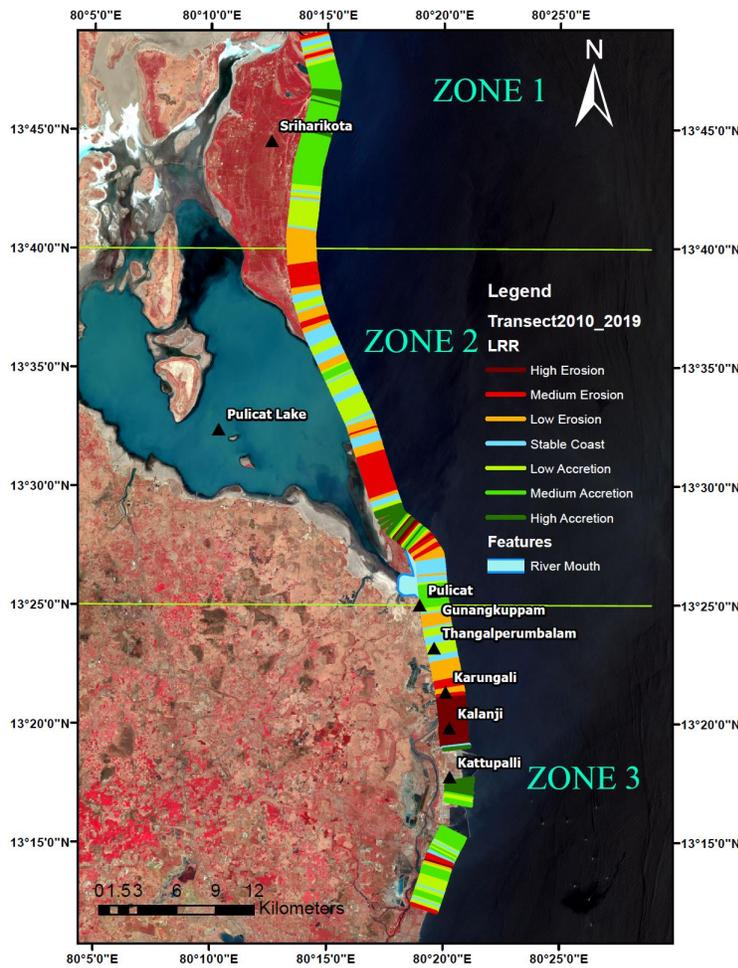 80°5'0"E 80°10'0"E 80°15'0"E 80°20'0"E 80°25'0"E
N
ZONE 1
13°45'0"N 13°45'0"N
Sriharikota
13°40'0"N 13°40'0"N
Legend
Transect2010_2019
ZONE 2 LRR
13°35'0"N 13°35'0"N
High Erosion
Medium Erosion
Pulicat Lake Low Erosion
Stable Coast
Low Accretion
13°30'0"N Medium Accretion 13°30'0"N
High Accretion
Features
River Mouth
Pulicat
13°25'0"N Gunangkuppam 13°25'0"N
Thangalperumbalam
Karungali
Kalanji
13°20'0"N 13°20'0"N
Kattupalli
ZONE 3
13°15'0"N 13°15'0"N
0 1.5 3 6 9 12
Kilometers
80°5'0"E 80°10'0"E 80°15'0"E 80°20'0"E 80°25'0"E